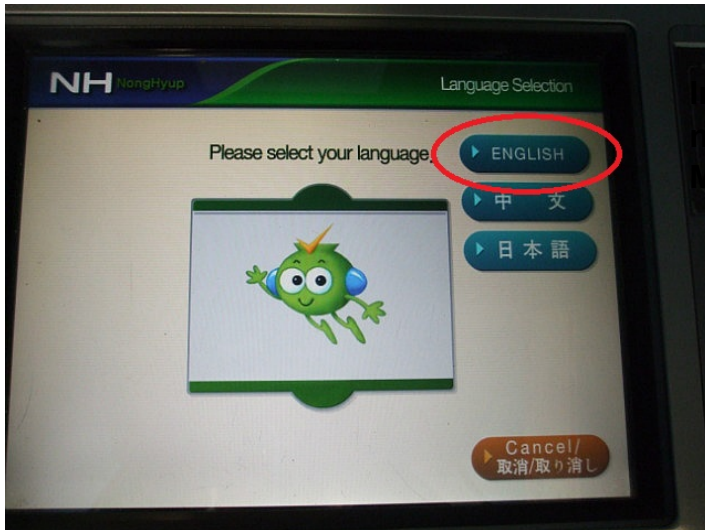 NH NongHyup
Language Selection
Please select your language.
ENGLISH
中 文
日本語
Cancel/
取消/取り消し